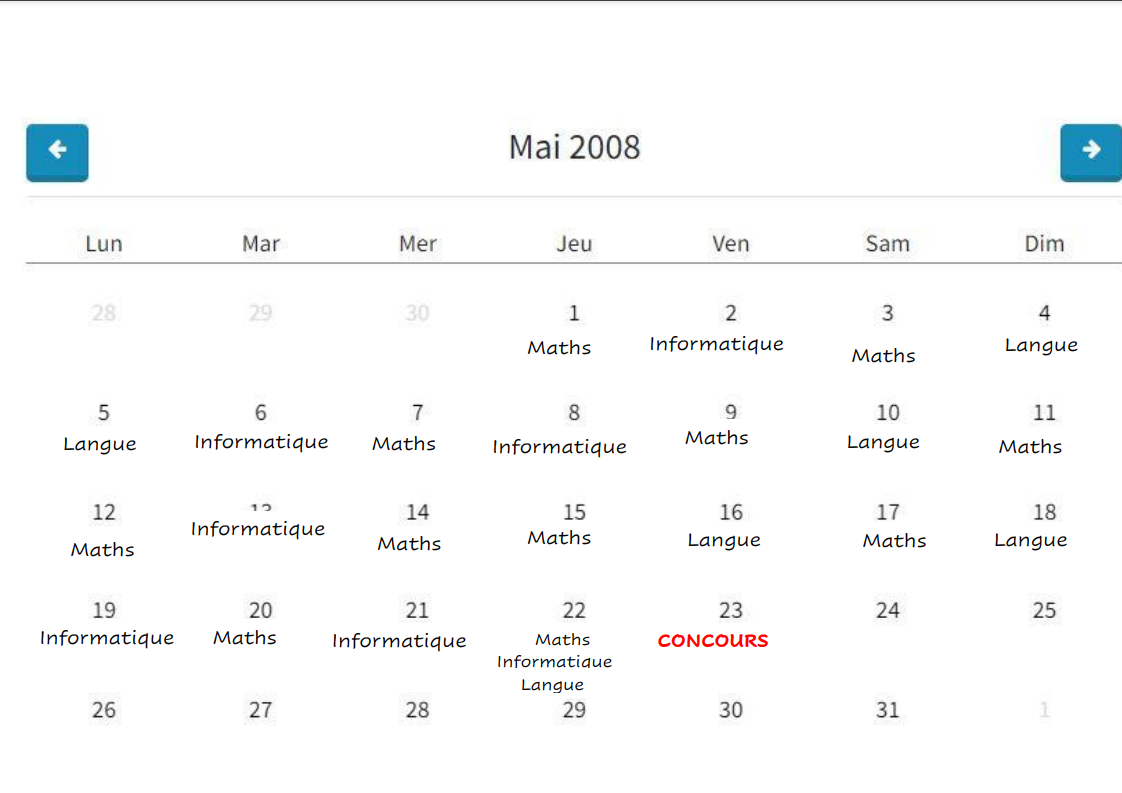 Mai 2008
Lun Mar Mer Jeu Ven Sam Dim
28 29 30 1 2 3 4
Maths Informatique Maths Langue
5 6 7 8 9 10 11
Langue Informatique Maths Informatique Maths Langue Maths
12 13 14 15 16 17 18
Maths Informatique Maths Maths Langue Maths Langue
19 20 21 22 23 24 25
Informatique Maths Informatique Maths CONCOURS
Informatique
Langue
26 27 28 29 30 31 1